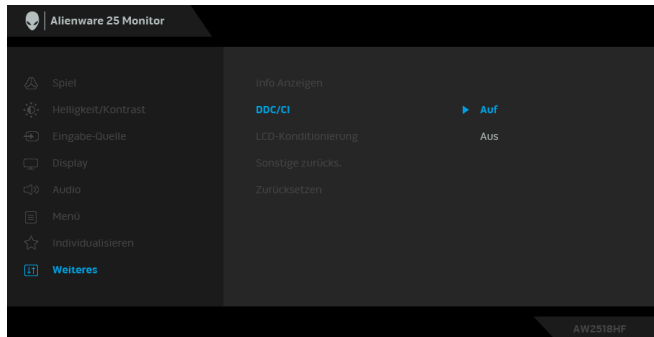 Alienware 25 Monitor
Spiel
Info Anzeigen
Helligkeit/Kontrast
DDC/CI
Auf
Eingabe-Quelle
LCD-Konditionierung
Aus
Display
Sonstige zurücks.
Audio
Zurücksetzen
Menü
Individualisieren
Weiteres
AW2518HF